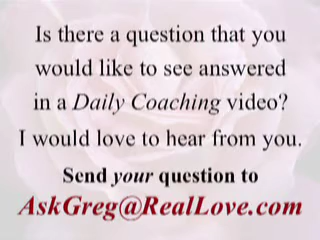 Is there a question that you
would like to see answered
in a Daily Coaching video?
I would love to hear from you.
Send your question to
AskGreg@RealLove.com